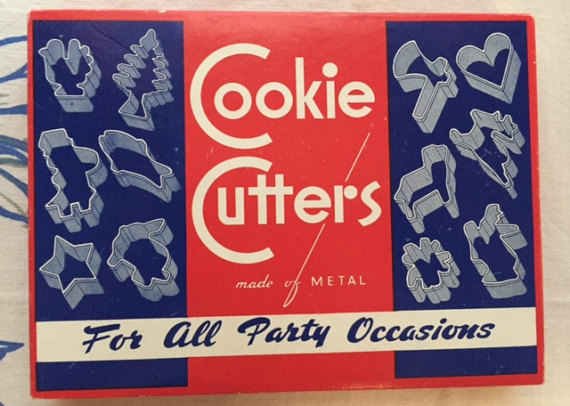 Cookie
Cutters
made of METAL
For All Party Occasions